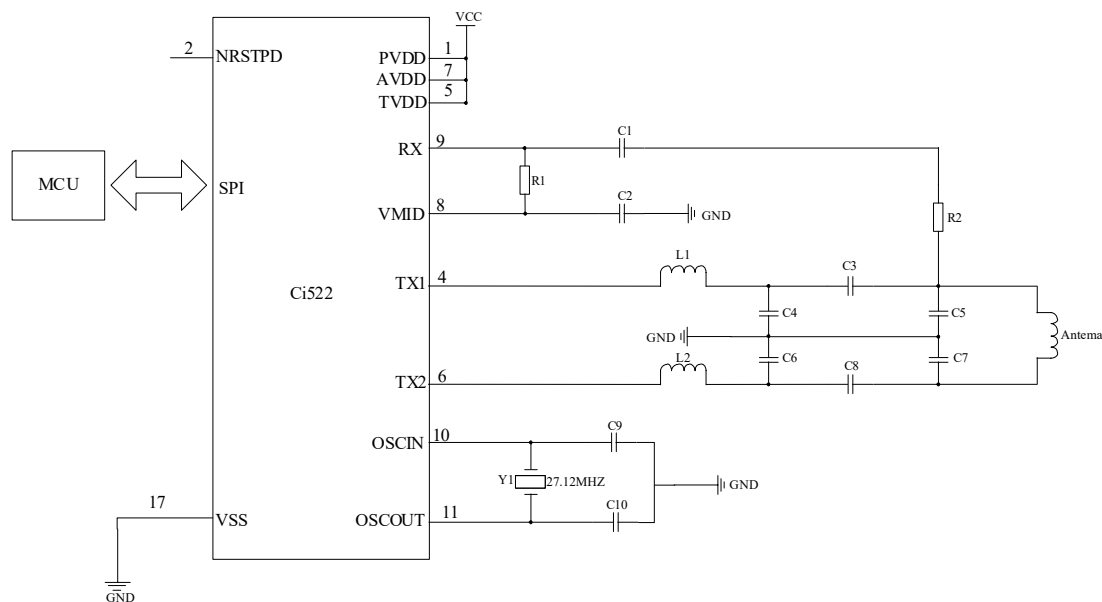 VCC
2
NRSTPD
PVDD
1
AVDD
7
TVDD
5
RX
9
C1
MCU
SPI
R1
VMID
8
C2
GND
R2
TX1
4
L1
C3
Ci522
C4
C5
GND
Antema
L2
C6
C7
TX2
6
C8
OSCIN
10
C9
Y1
27.12MHZ
GND
17
VSS
OSCOUT
11
C10
GND